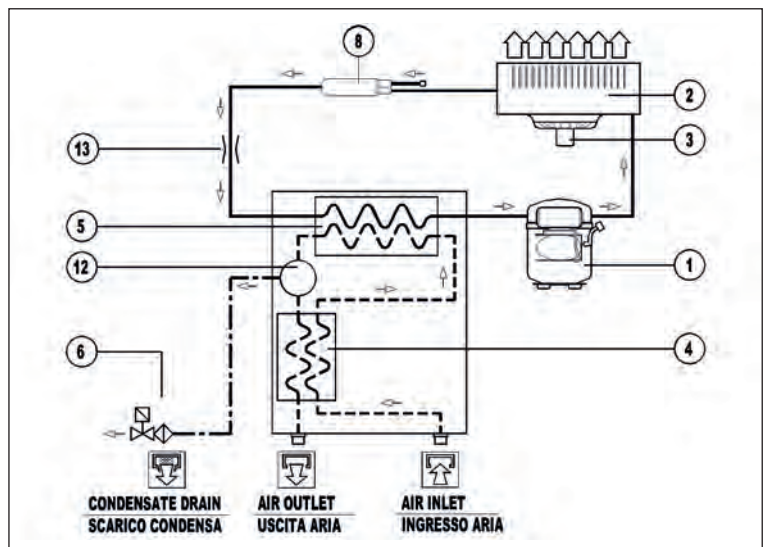 8
2
3
13
5
12
1
4
6
CONDENSATE DRAIN
SCARICO CONDENSA
AIR OUTLET
USCITA ARIA
AIR INLET
INGRESSO ARIA